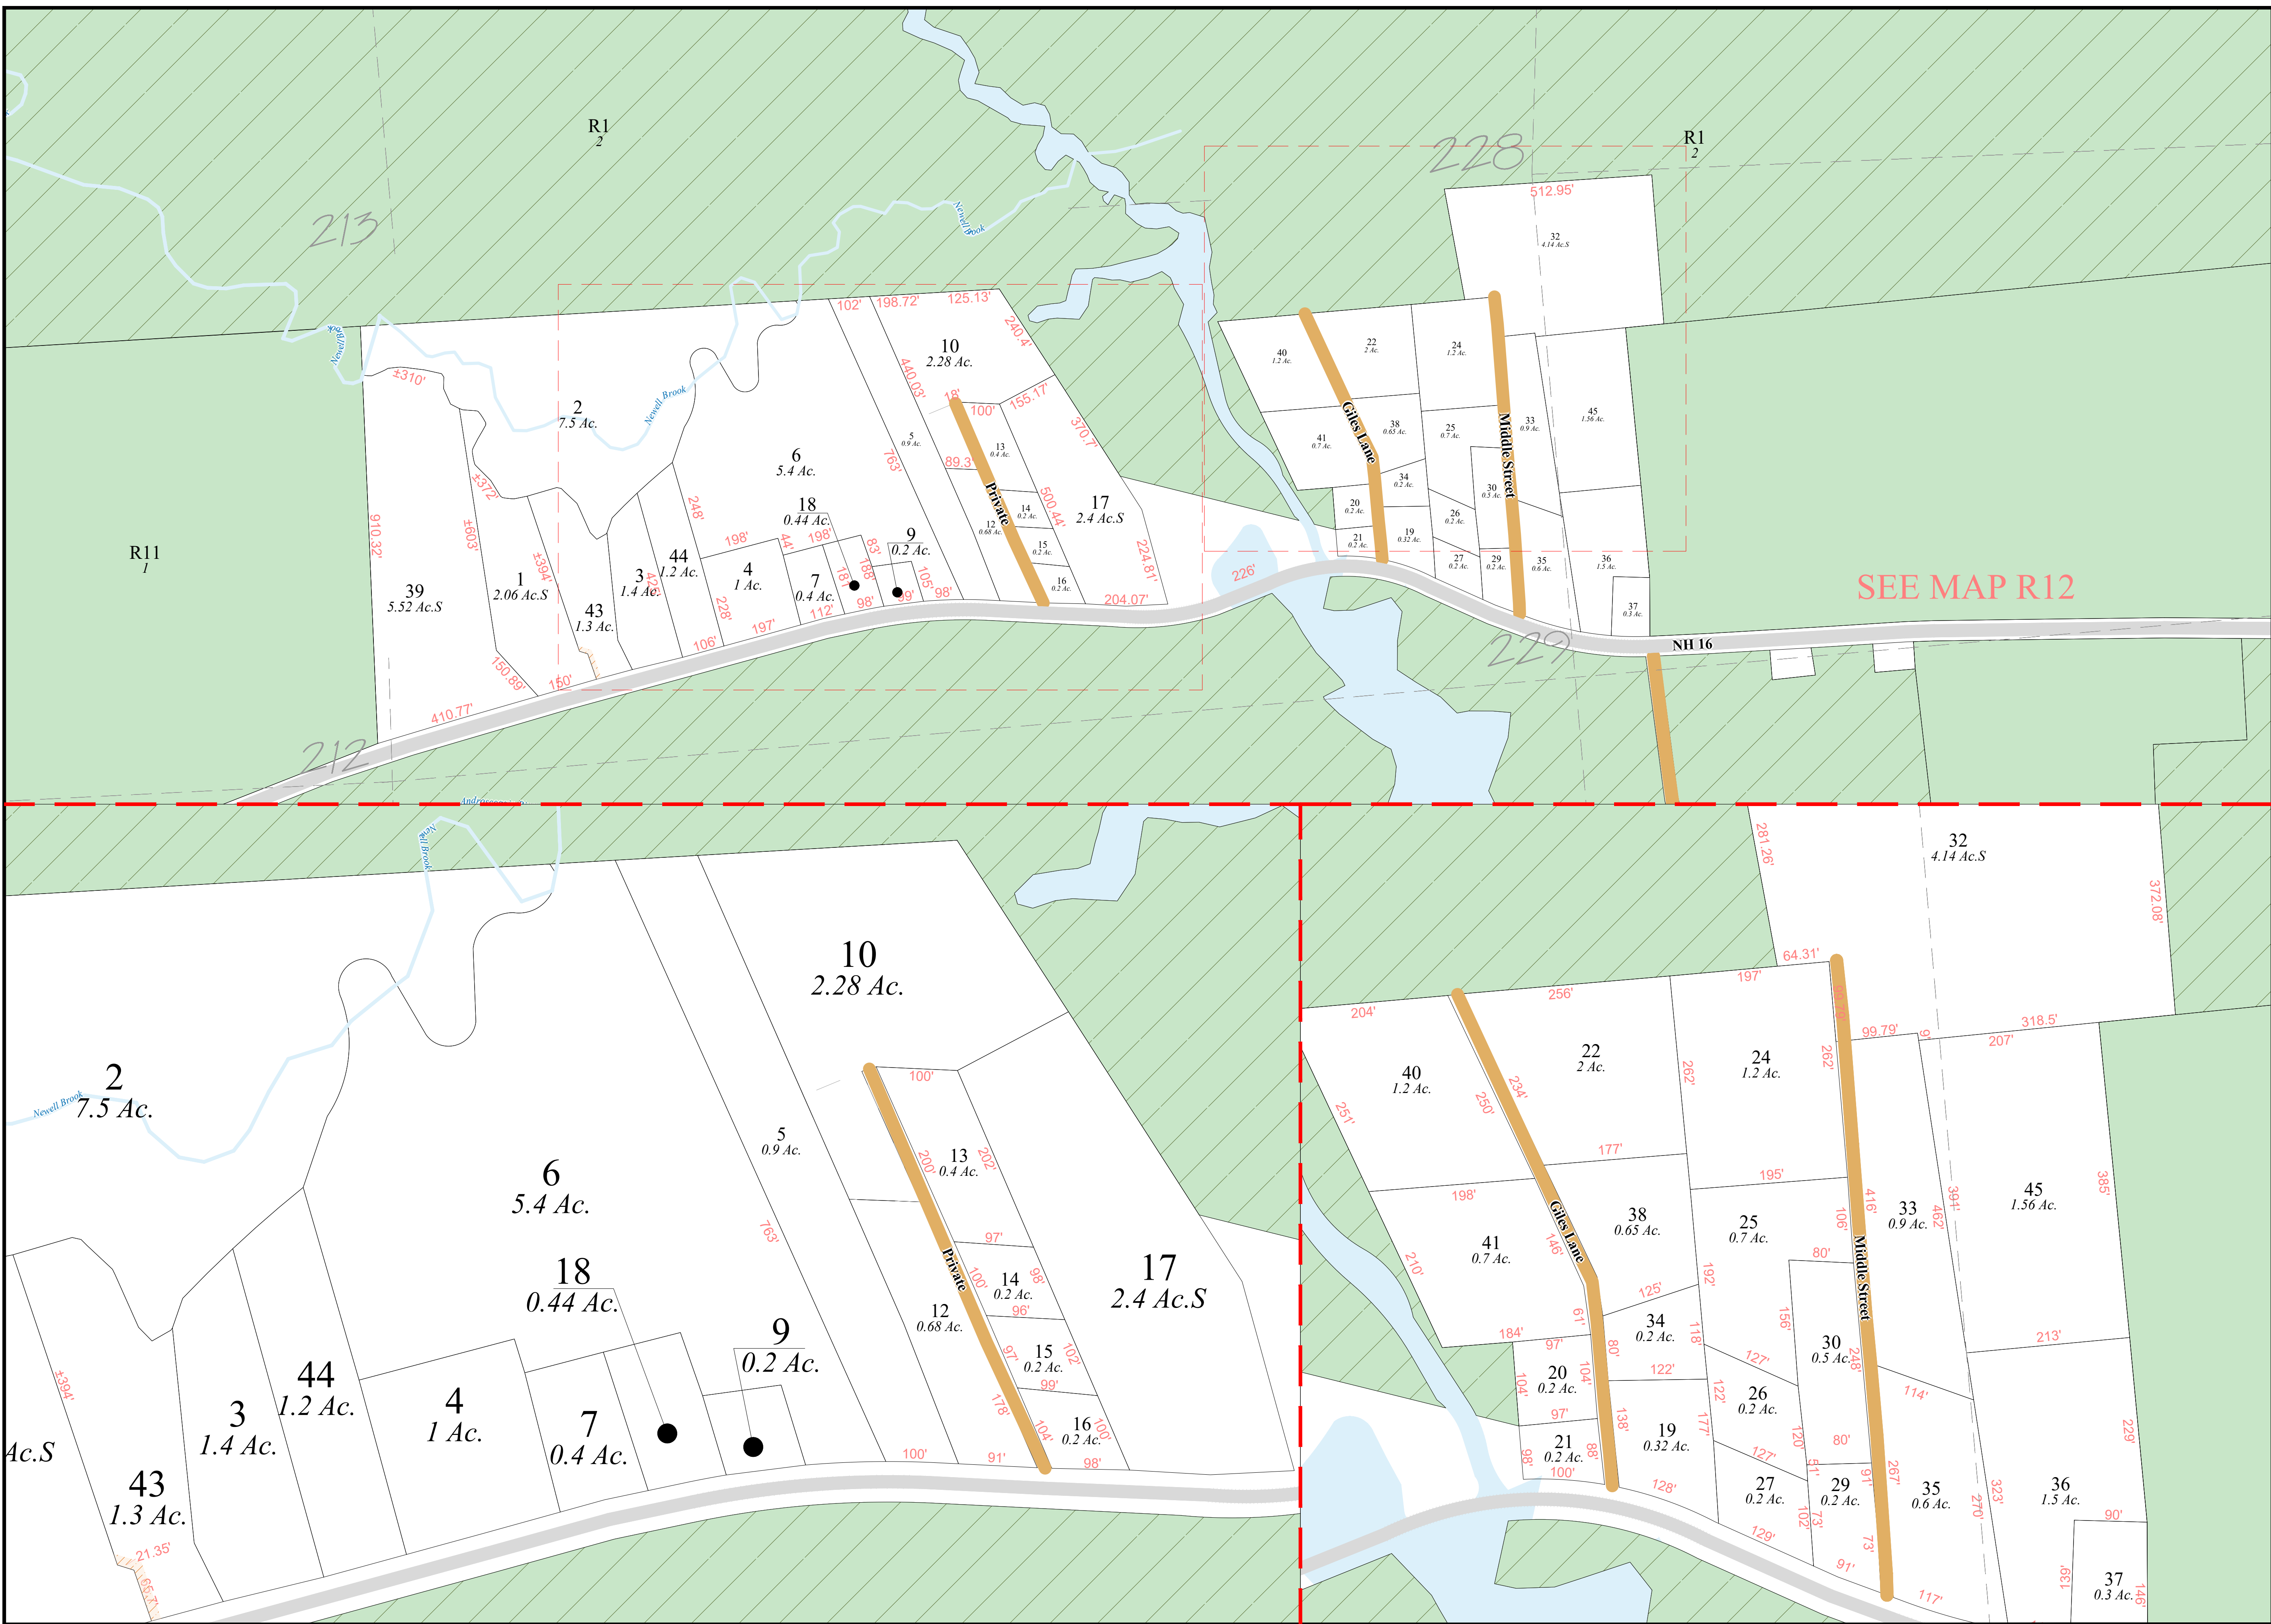 R1
2
R1
2
228
213
512.95'
32
4.14 Ac.S
Newell Brook
102'
198.72'
125.13'
240.4'
10
2.28 Ac.
440.03'
18'
100'
155.17'
370.7'
Newell Brook
±310'
2
7.5 Ac.
Newell Brook
±372'
±603'
910.32'
6
5.4 Ac.
5
0.9 Ac.
763'
89.3'
13
0.4 Ac.
Private
14
0.2 Ac.
500.44'
17
2.4 Ac.S
12
0.68 Ac.
15
0.2 Ac.
16
0.2 Ac.
224.81'
204.07'
248'
18
0.44 Ac.
198'
44'
198'
83'
9
0.2 Ac.
188'
181'
105'
R11
1
39
5.52 Ac.S
1
2.06 Ac.S
±394'
43
1.3 Ac.
3
1.4 Ac.
44
1.2 Ac.
228'
4
1 Ac.
7
0.4 Ac.
112'
98'
99'
98'
197'
106'
150.89'
150'
410.77'
212
226'
40
1.2 Ac.
22
2 Ac.
24
1.2 Ac.
41
0.7 Ac.
Giles Lane
38
0.65 Ac.
25
0.7 Ac.
Middle Street
33
0.9 Ac.
45
1.56 Ac.
34
0.2 Ac.
30
0.5 Ac.
20
0.2 Ac.
26
0.2 Ac.
21
0.2 Ac.
19
0.32 Ac.
27
0.2 Ac.
29
0.2 Ac.
35
0.6 Ac.
36
1.5 Ac.
37
0.3 Ac.
SEE MAP R12
229
NH 16
Newell Brook
10
2.28 Ac.
2
7.5 Ac.
Newell Brook
100'
5
0.9 Ac.
13
0.4 Ac.
200'
202'
6
5.4 Ac.
763'
97'
Private
100'
14
0.2 Ac.
98'
17
2.4 Ac.S
18
0.44 Ac.
12
0.68 Ac.
96'
9
0.2 Ac.
97'
15
0.2 Ac.
102'
99'
±394'
44
1.2 Ac.
4
1 Ac.
3
1.4 Ac.
7
0.4 Ac.
178'
104'
16
0.2 Ac.
100'
100'
91'
98'
Ac.S
43
1.3 Ac.
21.35'
65.7'
281.26'
32
4.14 Ac.S
372.08'
64.31'
197'
256'
204'
99.79'
99.79'
9'
318.5'
207'
22
2 Ac.
24
1.2 Ac.
262'
262'
40
1.2 Ac.
234'
250'
251'
177'
195'
198'
416'
106'
391'
462'
385'
45
1.56 Ac.
33
0.9 Ac.
Giles Lane
38
0.65 Ac.
25
0.7 Ac.
146'
41
0.7 Ac.
210'
80'
Middle Street
192'
125'
61'
34
0.2 Ac.
80'
118'
156'
30
0.5 Ac.
248'
184'
97'
213'
127'
122'
20
0.2 Ac.
104'
104'
26
0.2 Ac.
122'
114'
97'
138'
19
0.32 Ac.
177'
120'
80'
21
0.2 Ac.
98'
88'
100'
127'
51'
91'
267'
229'
128'
27
0.2 Ac.
29
0.2 Ac.
35
0.6 Ac.
36
1.5 Ac.
323'
270'
102'
73'
90'
129'
73'
91'
139'
37
0.3 Ac.
146'
117'